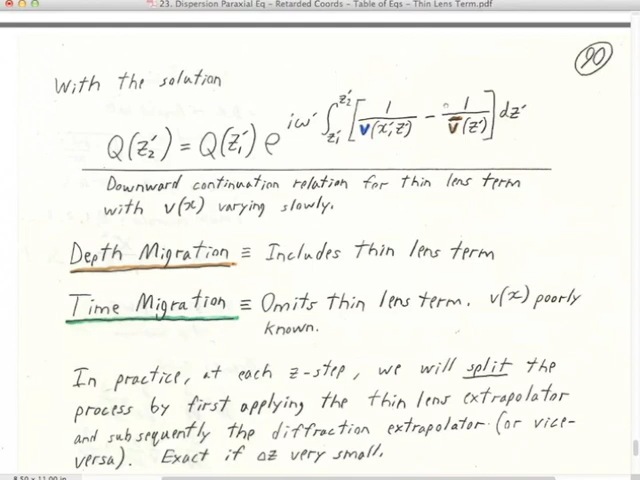 23. Dispersion Paraxial Eq - Retarded Coords - Table of Eqs - Thin Lens Term.pdf
90
With the solution
Q(z₂') = Q(z₁') e^{iω' ∫_{z₁'}^{z₂'} [1/v(x',z') − 1/v̄(z')] dz'}
Downward continuation relation for thin lens term
with v(x) varying slowly.
Depth Migration ≡ Includes thin lens term
Time Migration ≡ Omits thin lens term. v(x) poorly
known.
In practice, at each z-step, we will split the
process by first applying the thin lens extrapolator
and subsequently the diffraction extrapolator (or vice-
versa). Exact if Δz very small.
8.50 x 11.00 in